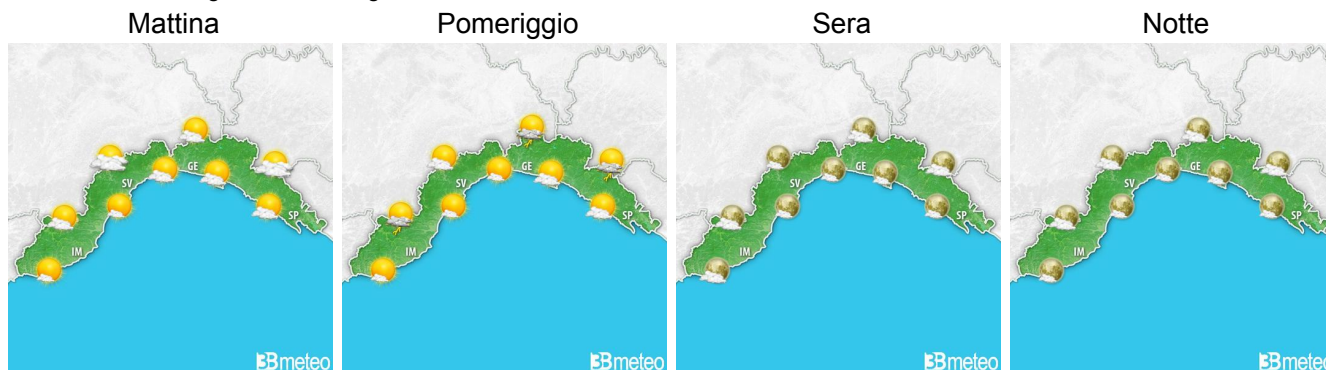 Mattina Pomeriggio Sera Notte
GE GE GE GE
SV SV SV SV
SP SP SP SP
IM IM IM IM
3Bmeteo 3Bmeteo 3Bmeteo 3Bmeteo